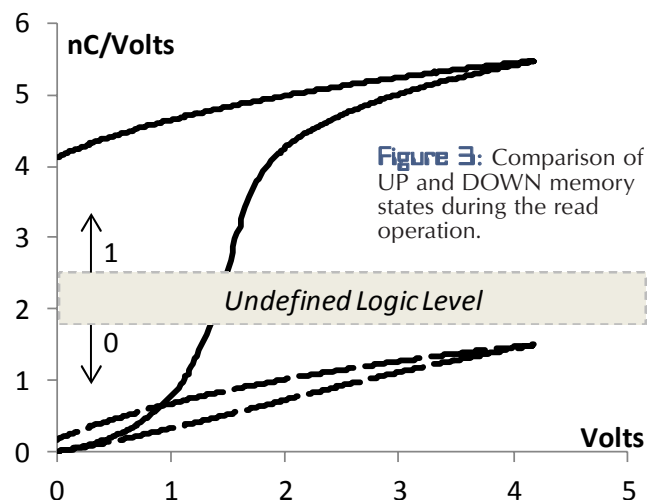 6
nC/Volts
5
4
Figure 3: Comparison of
UP and DOWN memory
states during the read
operation.
3
1
2
Undefined Logic Level
0
1
Volts
0
0 1 2 3 4 5